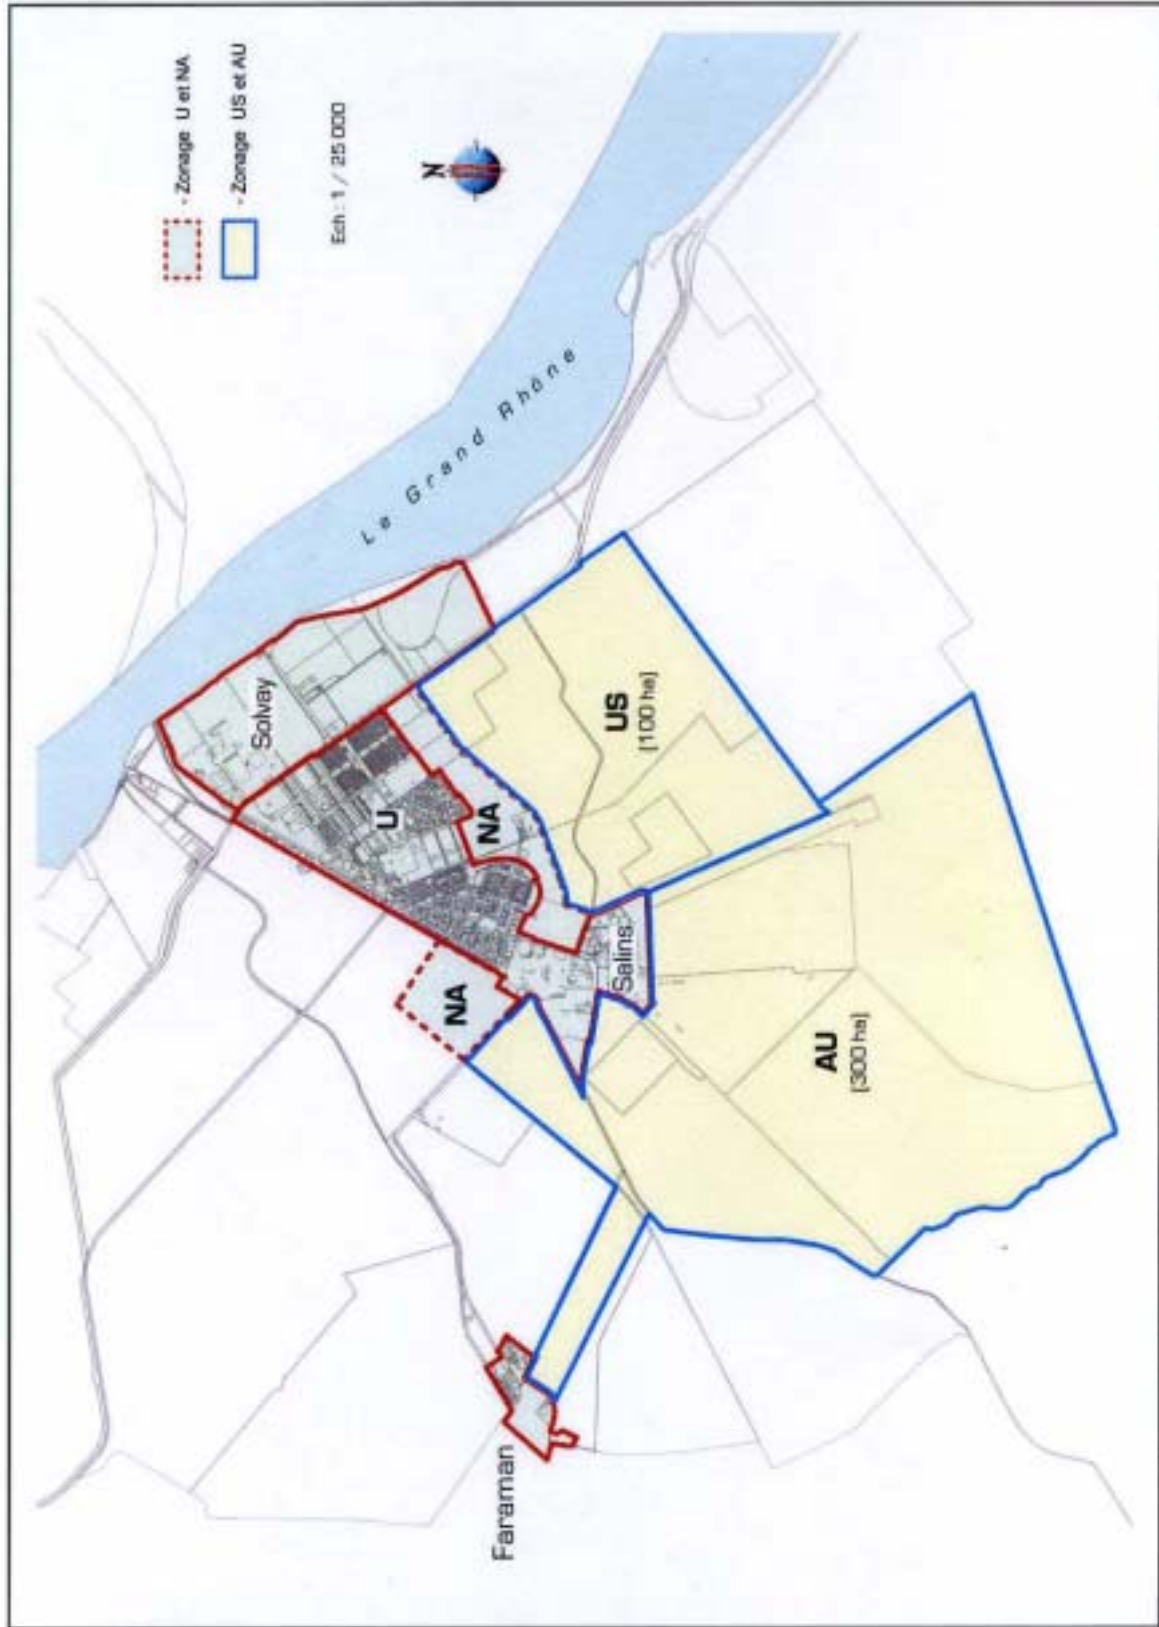 - Zonage U et NA
- Zonage US et AU
Ech : 1 / 25 000
N
Le Grand Rhône
Solvay
U
NA
NA
US
[100 ha]
Salins
AU
[300 ha]
Faraman